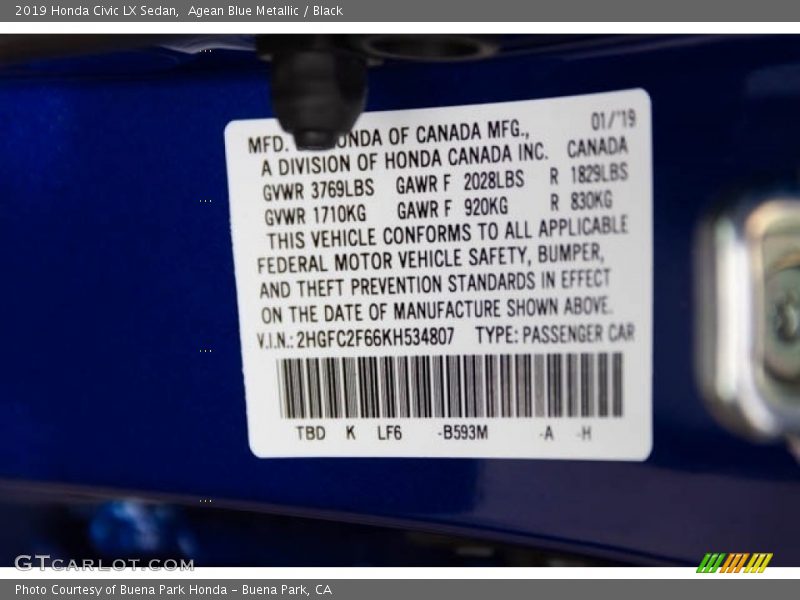 2019 Honda Civic LX Sedan, Agean Blue Metallic / Black
01/'19
MFD. ONDA OF CANADA MFG.,
A DIVISION OF HONDA CANADA INC. CANADA
GVWR 3769LBS GAWR F 2028LBS R 1829LBS
GVWR 1710KG GAWR F 920KG R 830KG
THIS VEHICLE CONFORMS TO ALL APPLICABLE
FEDERAL MOTOR VEHICLE SAFETY, BUMPER,
AND THEFT PREVENTION STANDARDS IN EFFECT
ON THE DATE OF MANUFACTURE SHOWN ABOVE.
V.I.N.: 2HGFC2F66KH534807 TYPE: PASSENGER CAR
TBD K LF6 -B593M -A -H
GTcarlot.com
Photo Courtesy of Buena Park Honda - Buena Park, CA